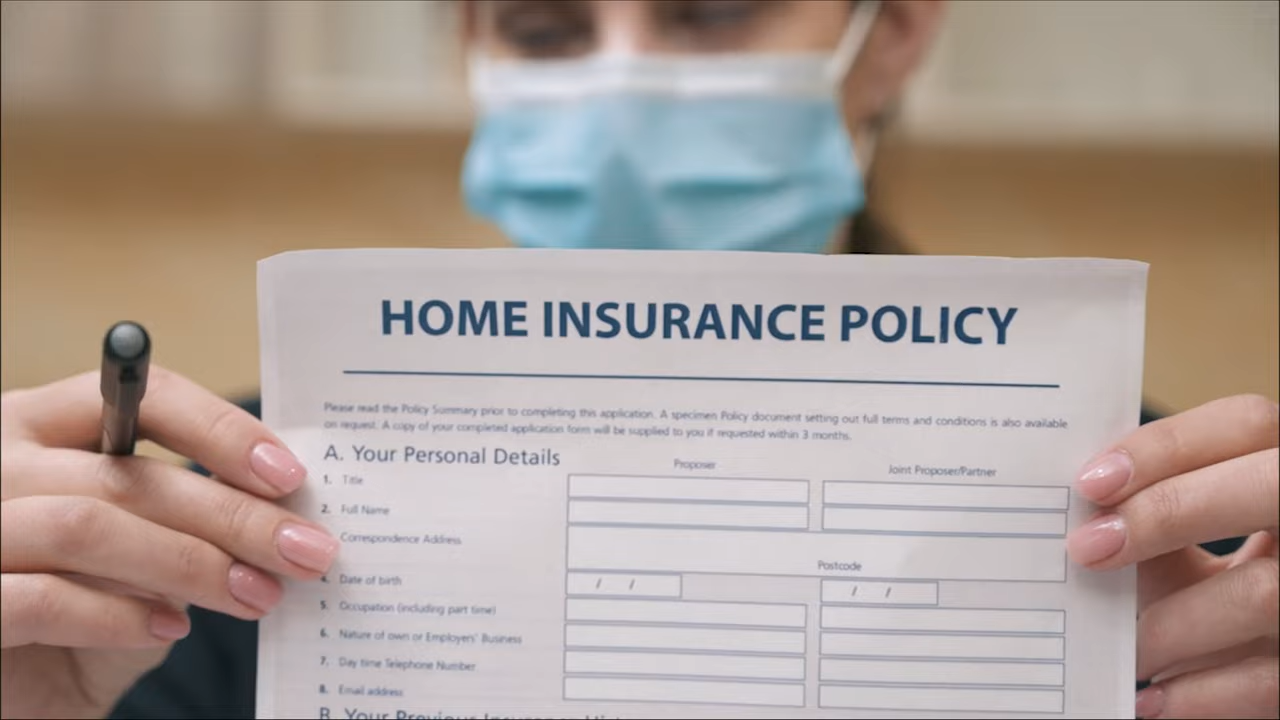 HOME INSURANCE POLICY
Please read the Policy Summary prior to completing this application. A specimen Policy document setting out full terms and conditions is also available
on request. A copy of your completed application form will be supplied to you if requested within 3 months.
A. Your Personal Details
Proposer Joint Proposer/Partner
1. Title
2. Full Name
Correspondence Address
Postcode
4. Date of birth / / / /
5. Occupation (including part time)
6. Nature of own or Employers' Business
7. Day time Telephone Number
8. Email address
B. Your Previous Insurance